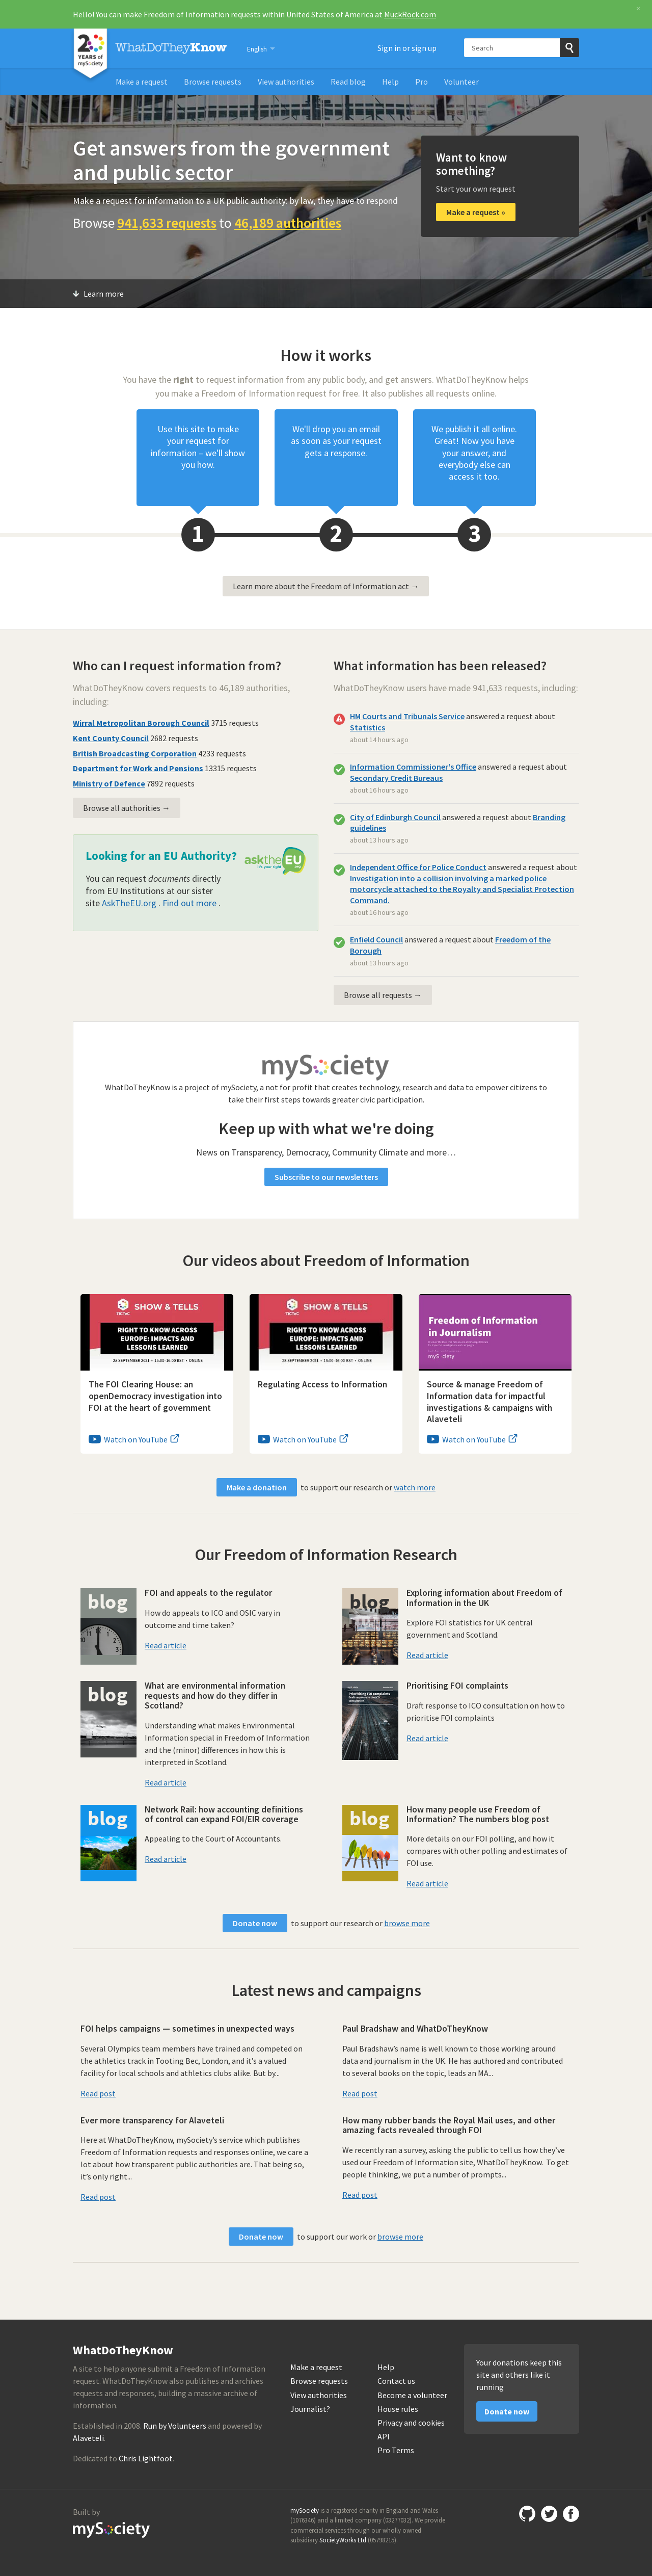 Hello! You can make Freedom of Information requests within United States of America at MuckRock.com
×
20
YEARS of
mySociety
WhatDoTheyKnow
English
Sign in or sign up
Search
Make a request
Browse requests
View authorities
Read blog
Help
Pro
Volunteer
Get answers from the government
and public sector
Make a request for information to a UK public authority: by law, they have to respond
Browse 941,633 requests to 46,189 authorities
Want to know
something?
Start your own request
Make a request »
Learn more
How it works
You have the right to request information from any public body, and get answers. WhatDoTheyKnow helps
you make a Freedom of Information request for free. It also publishes all requests online.
Use this site to make
your request for
information – we'll show
you how.
We'll drop you an email
as soon as your request
gets a response.
We publish it all online.
Great! Now you have
your answer, and
everybody else can
access it too.
1
2
3
Learn more about the Freedom of Information act →
Who can I request information from?
WhatDoTheyKnow covers requests to 46,189 authorities,
including:
Wirral Metropolitan Borough Council 3715 requests
Kent County Council 2682 requests
British Broadcasting Corporation 4233 requests
Department for Work and Pensions 13315 requests
Ministry of Defence 7892 requests
Browse all authorities →
Looking for an EU Authority?
asktheEU
it's your right
You can request documents directly
from EU Institutions at our sister
site AskTheEU.org . Find out more .
What information has been released?
WhatDoTheyKnow users have made 941,633 requests, including:
HM Courts and Tribunals Service answered a request about
Statistics
about 14 hours ago
Information Commissioner's Office answered a request about
Secondary Credit Bureaus
about 16 hours ago
City of Edinburgh Council answered a request about Branding
guidelines
about 13 hours ago
Independent Office for Police Conduct answered a request about
Investigation into a collision involving a marked police
motorcycle attached to the Royalty and Specialist Protection
Command.
about 16 hours ago
Enfield Council answered a request about Freedom of the
Borough
about 13 hours ago
Browse all requests →
mySociety
WhatDoTheyKnow is a project of mySociety, a not for profit that creates technology, research and data to empower citizens to
take their first steps towards greater civic participation.
Keep up with what we're doing
News on Transparency, Democracy, Community Climate and more…
Subscribe to our newsletters
Our videos about Freedom of Information
TICTeC
SHOW & TELLS
RIGHT TO KNOW ACROSS
EUROPE: IMPACTS AND
LESSONS LEARNED
The FOI Clearing House: an
openDemocracy investigation into
FOI at the heart of government
Watch on YouTube
TICTeC
SHOW & TELLS
RIGHT TO KNOW ACROSS
EUROPE: IMPACTS AND
LESSONS LEARNED
Regulating Access to Information
Watch on YouTube
Freedom of Information
in Journalism
mySociety
Source & manage Freedom of
Information data for impactful
investigations & campaigns with
Alaveteli
Watch on YouTube
Make a donation to support our research or watch more
Our Freedom of Information Research
blog
FOI and appeals to the regulator
How do appeals to ICO and OSIC vary in
outcome and time taken?
Read article
blog
Exploring information about Freedom of
Information in the UK
Explore FOI statistics for UK central
government and Scotland.
Read article
blog
What are environmental information
requests and how do they differ in
Scotland?
Understanding what makes Environmental
Information special in Freedom of Information
and the (minor) differences in how this is
interpreted in Scotland.
Read article
Prioritising FOI complaints
Draft response to ICO consultation on how to
prioritise FOI complaints
Read article
blog
Network Rail: how accounting definitions
of control can expand FOI/EIR coverage
Appealing to the Court of Accountants.
Read article
blog
How many people use Freedom of
Information? The numbers blog post
More details on our FOI polling, and how it
compares with other polling and estimates of
FOI use.
Read article
Donate now to support our research or browse more
Latest news and campaigns
FOI helps campaigns — sometimes in unexpected ways
Several Olympics team members have trained and competed on
the athletics track in Tooting Bec, London, and it's a valued
facility for local schools and athletics clubs alike. But by...
Read post
Paul Bradshaw and WhatDoTheyKnow
Paul Bradshaw's name is well known to those working around
data and journalism in the UK. He has authored and contributed
to several books on the topic, leads an MA...
Read post
Ever more transparency for Alaveteli
Here at WhatDoTheyKnow, mySociety's service which publishes
Freedom of Information requests and responses online, we care a
lot about how transparent public authorities are. That being so,
it's only right...
Read post
How many rubber bands the Royal Mail uses, and other
amazing facts revealed through FOI
We recently ran a survey, asking the public to tell us how they've
used our Freedom of Information site, WhatDoTheyKnow. To get
people thinking, we put a number of prompts...
Read post
Donate now to support our work or browse more
WhatDoTheyKnow
A site to help anyone submit a Freedom of Information
request. WhatDoTheyKnow also publishes and archives
requests and responses, building a massive archive of
information.
Established in 2008. Run by Volunteers and powered by
Alaveteli.
Dedicated to Chris Lightfoot.
Make a request
Browse requests
View authorities
Journalist?
Help
Contact us
Become a volunteer
House rules
Privacy and cookies
API
Pro Terms
Your donations keep this
site and others like it
running
Donate now
Built by
mySociety
mySociety is a registered charity in England and Wales
(1076346) and a limited company (03277032). We provide
commercial services through our wholly owned
subsidiary SocietyWorks Ltd (05798215).